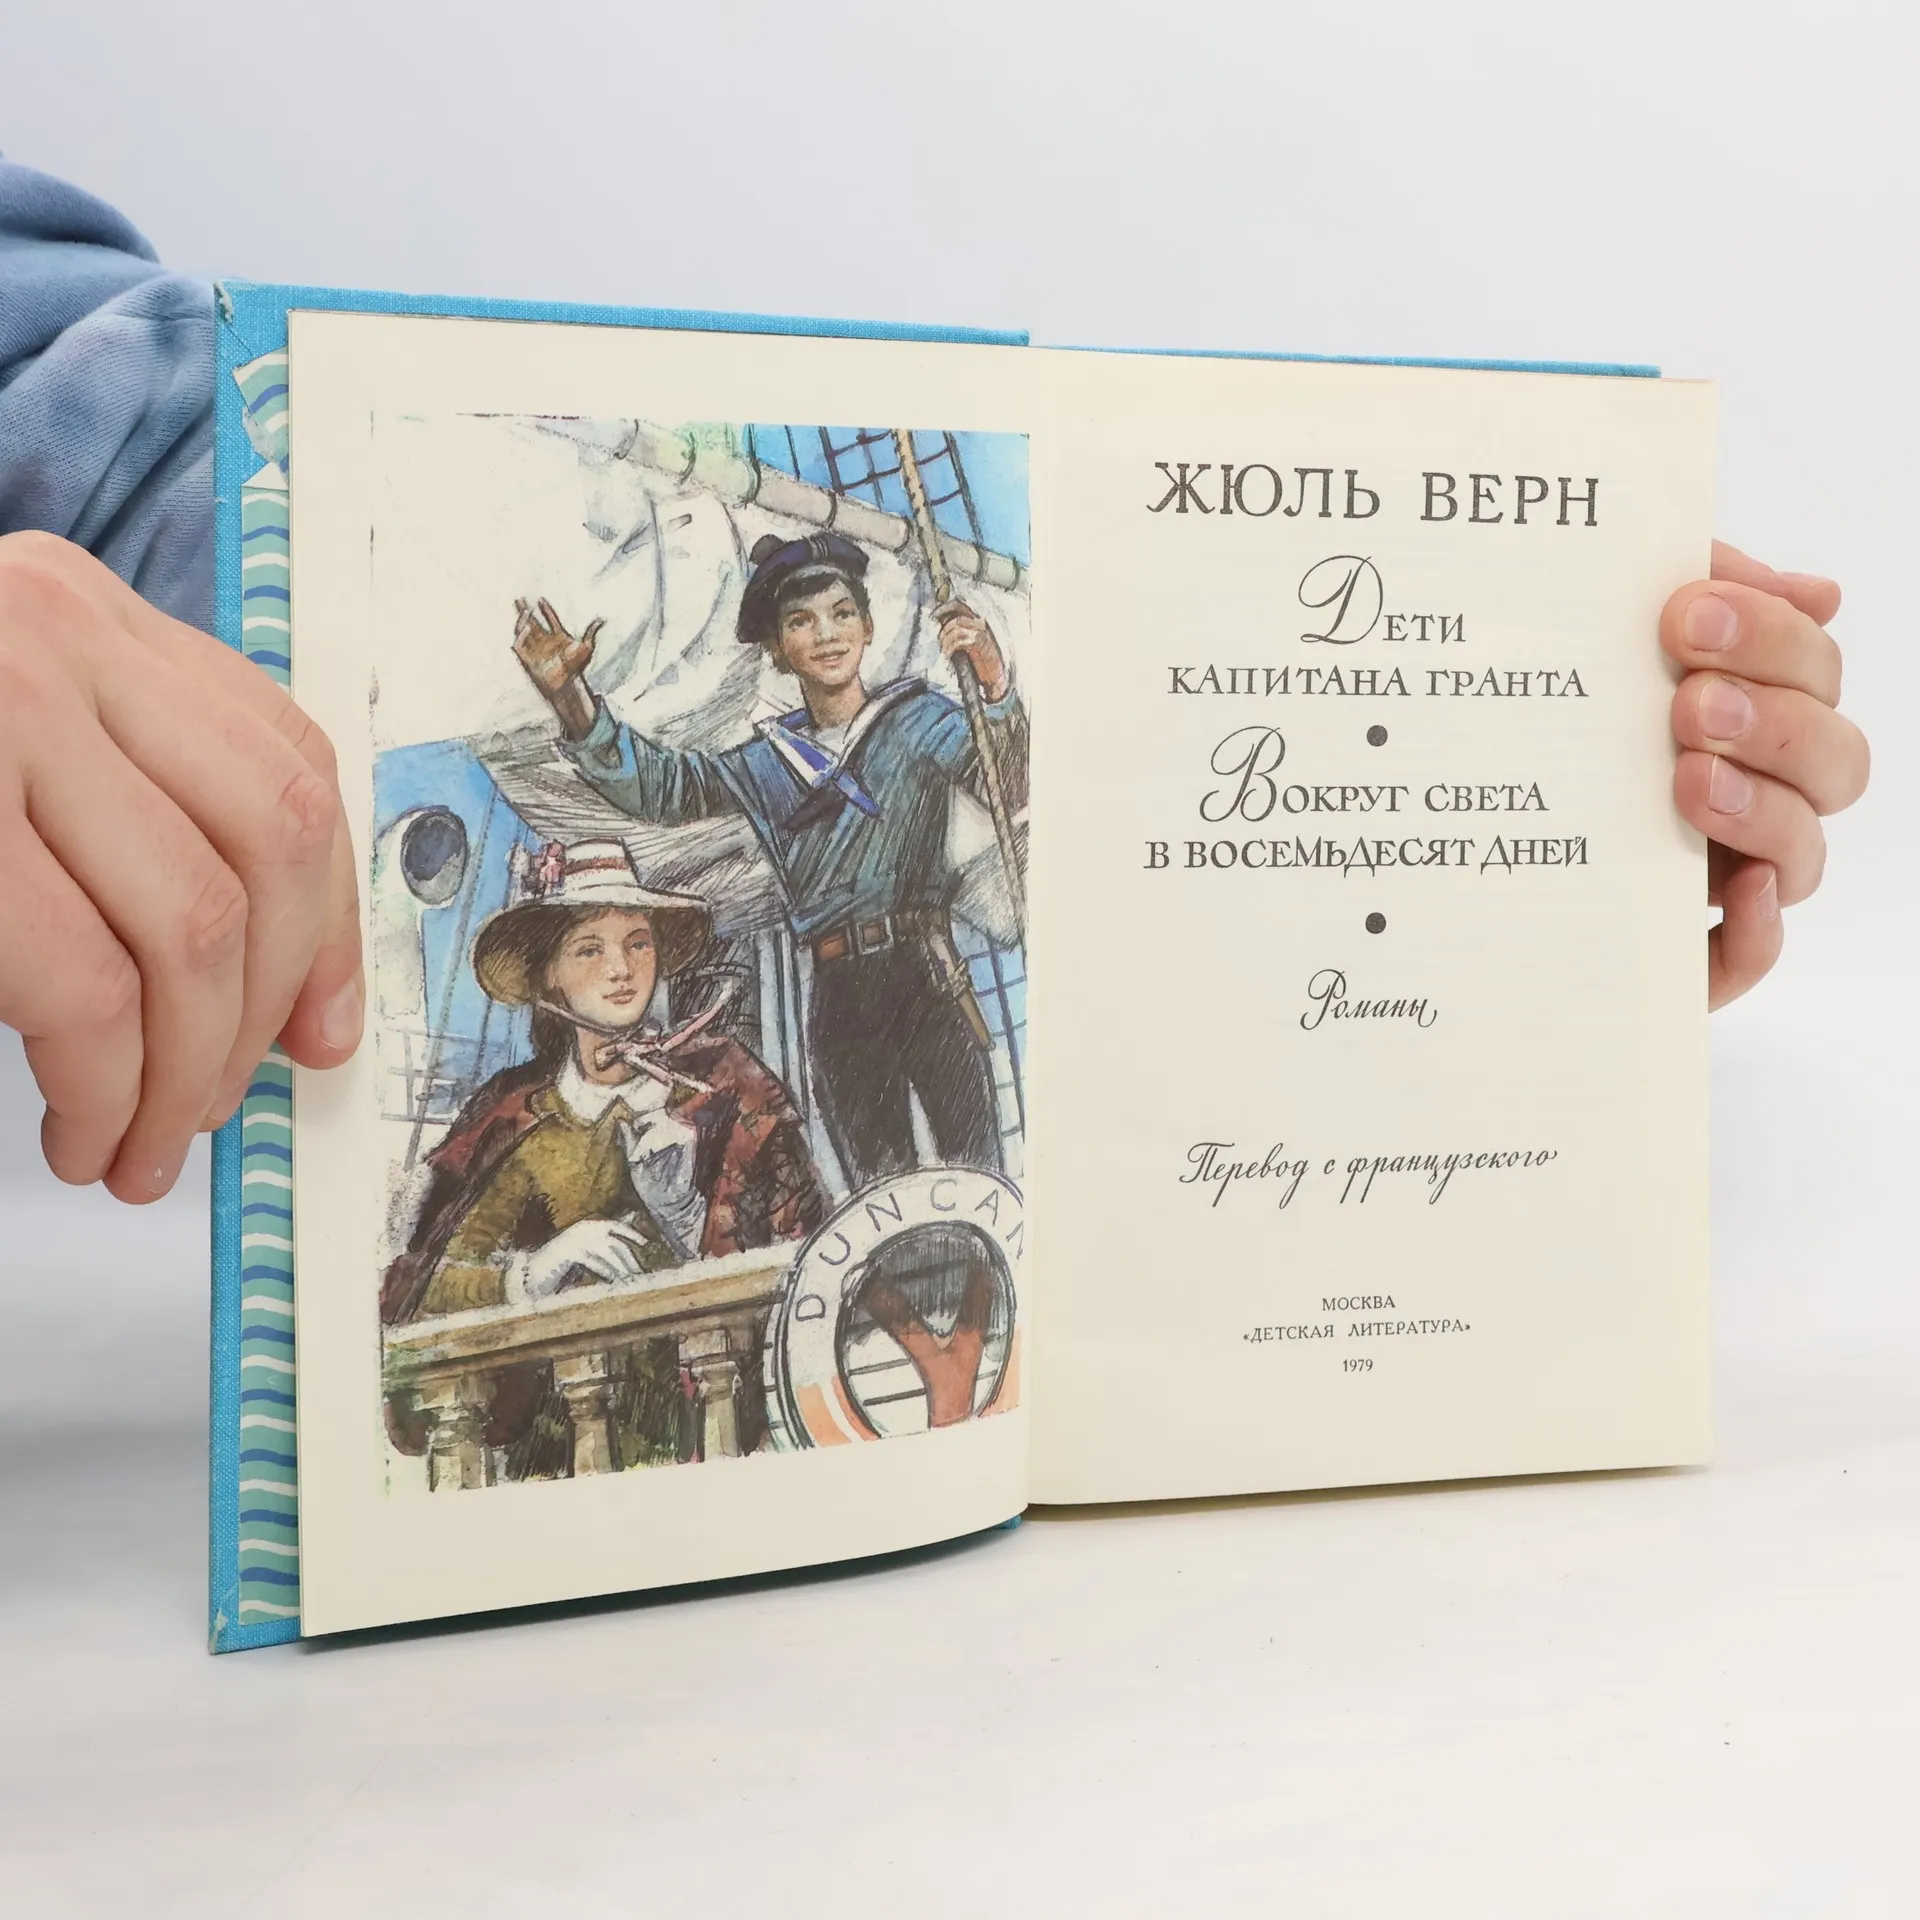 DUNCAN
ЖЮЛЬ ВЕРН
Дети
капитана Гранта
•
Вокруг света
в восемьдесят дней
•
Романы
Перевод с французского
МОСКВА
«ДЕТСКАЯ ЛИТЕРАТУРА»
1979